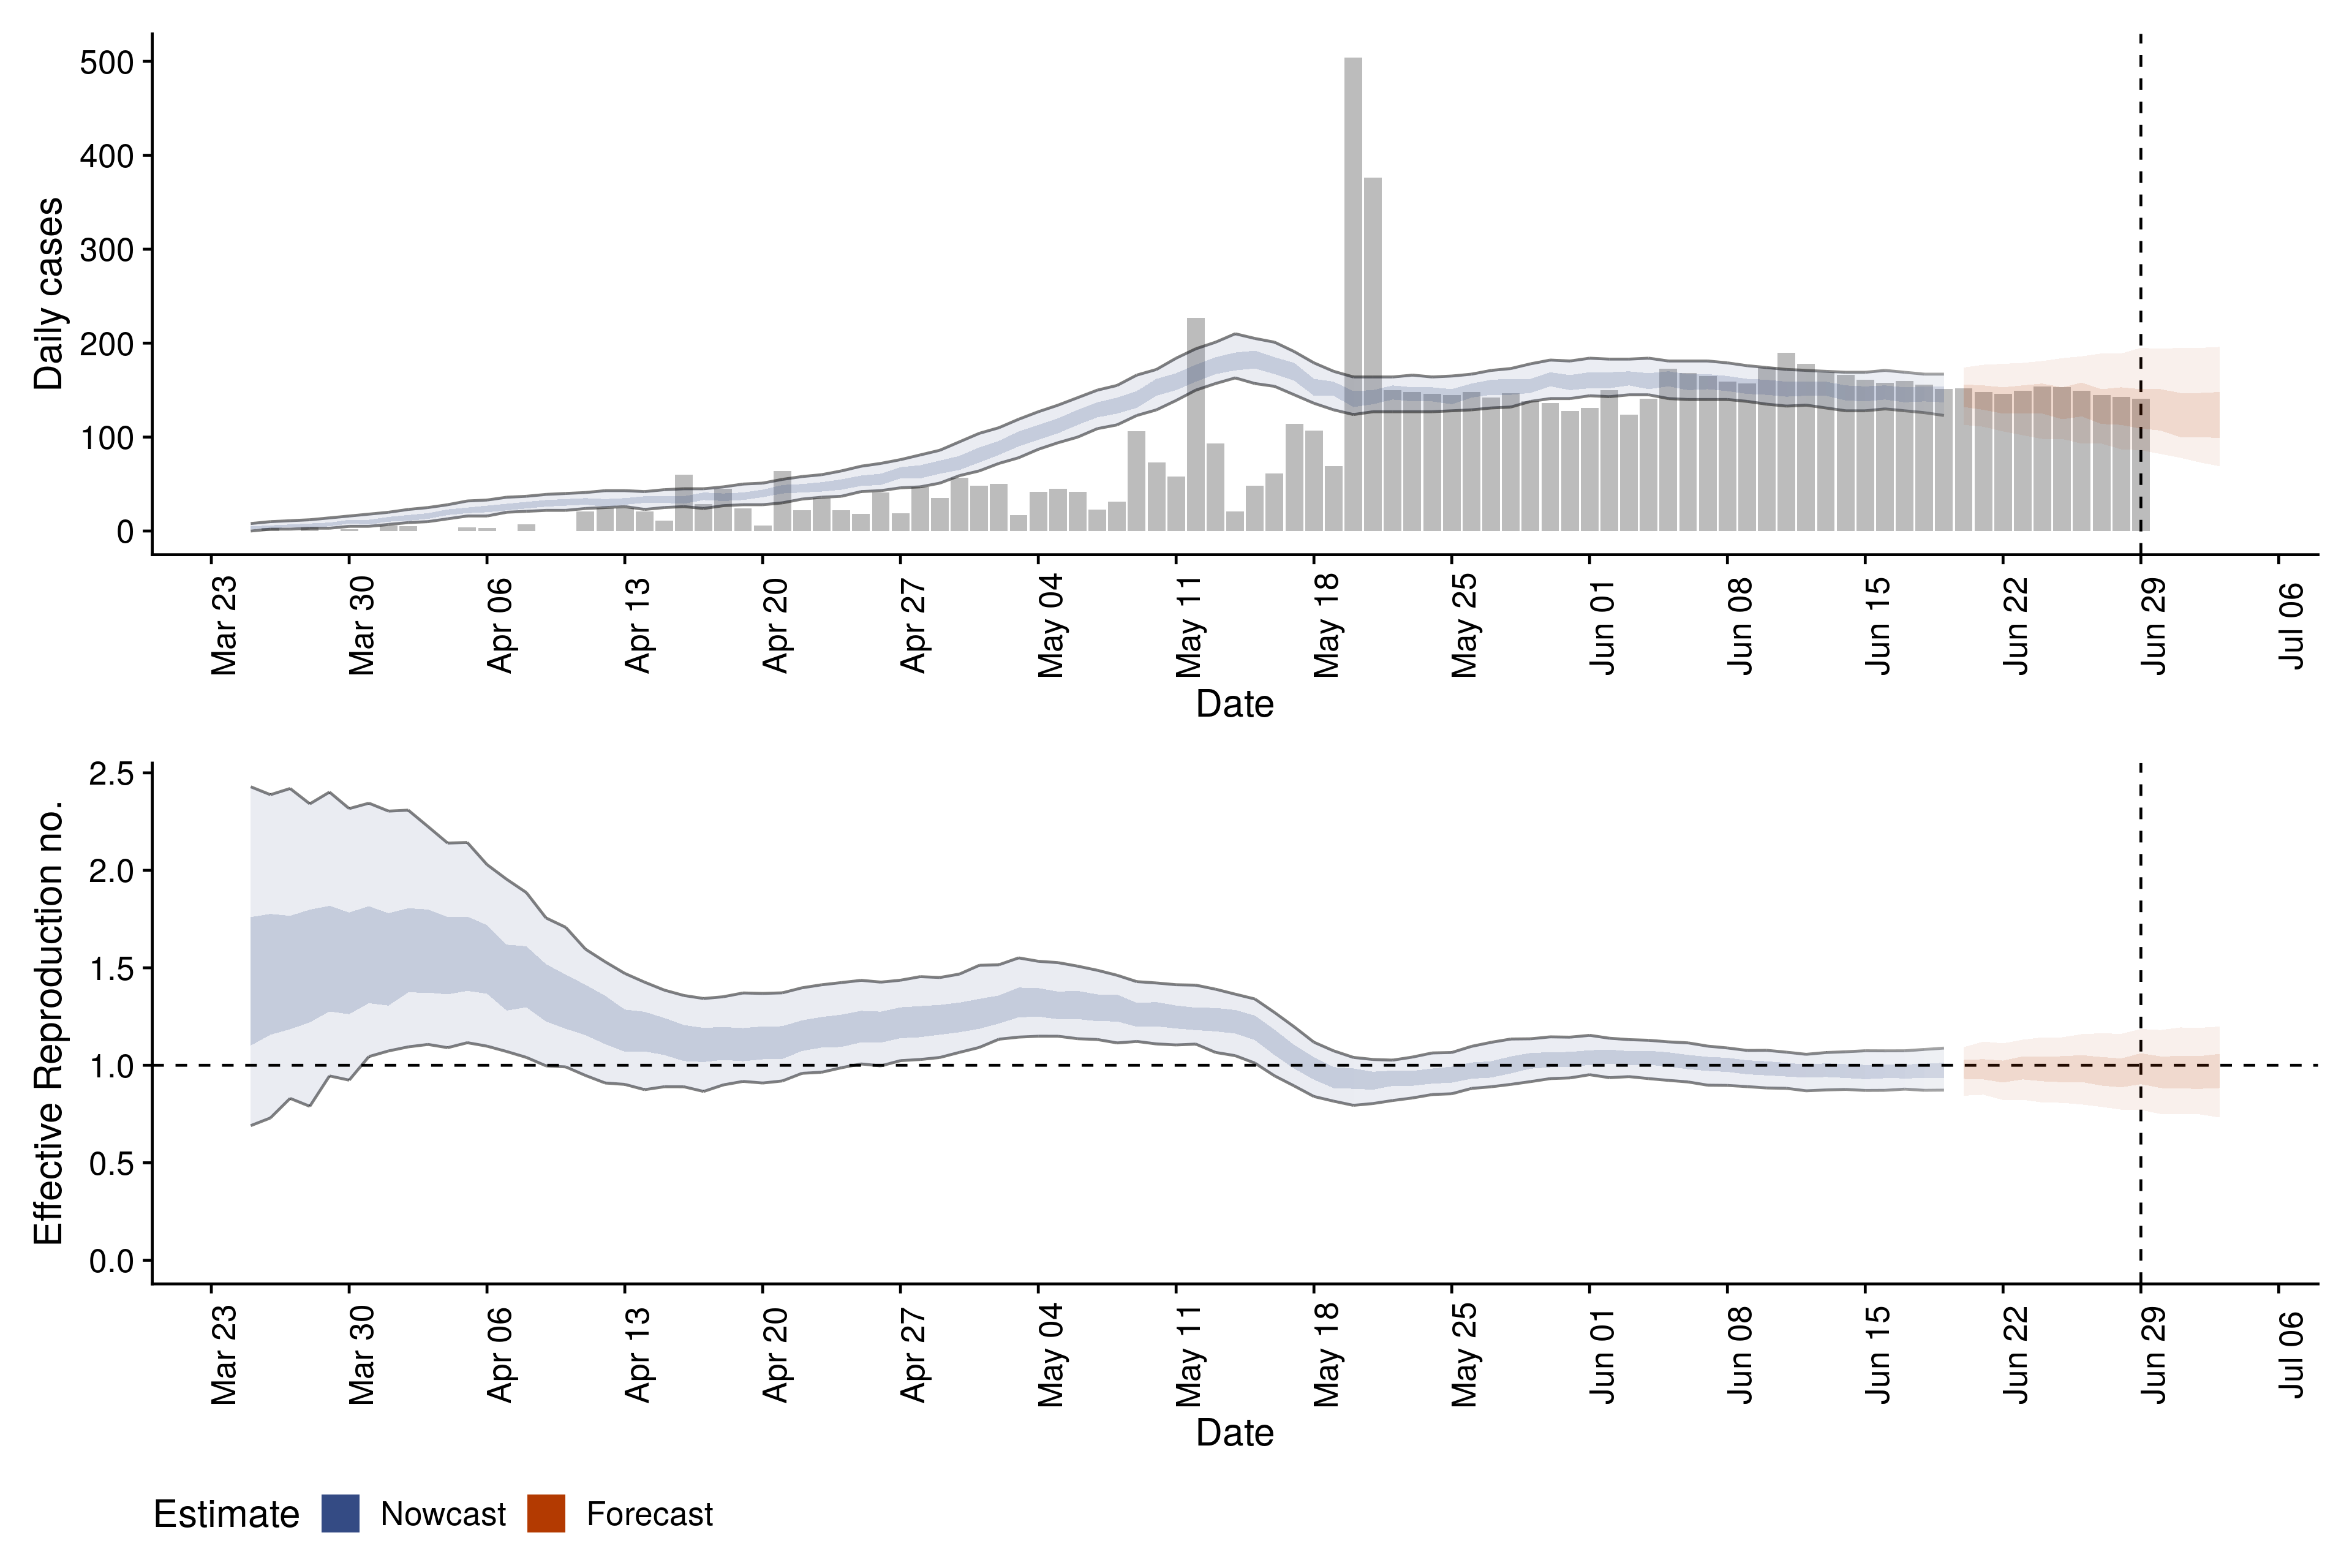 500
400
300
200
100
0
Daily cases
Mar 23
Mar 30
Apr 06
Apr 13
Apr 20
Apr 27
May 04
May 11
May 18
May 25
Jun 01
Jun 08
Jun 15
Jun 22
Jun 29
Jul 06
Date
2.5
2.0
1.5
1.0
0.5
0.0
Effective Reproduction no.
Mar 23
Mar 30
Apr 06
Apr 13
Apr 20
Apr 27
May 04
May 11
May 18
May 25
Jun 01
Jun 08
Jun 15
Jun 22
Jun 29
Jul 06
Date
Estimate Nowcast Forecast